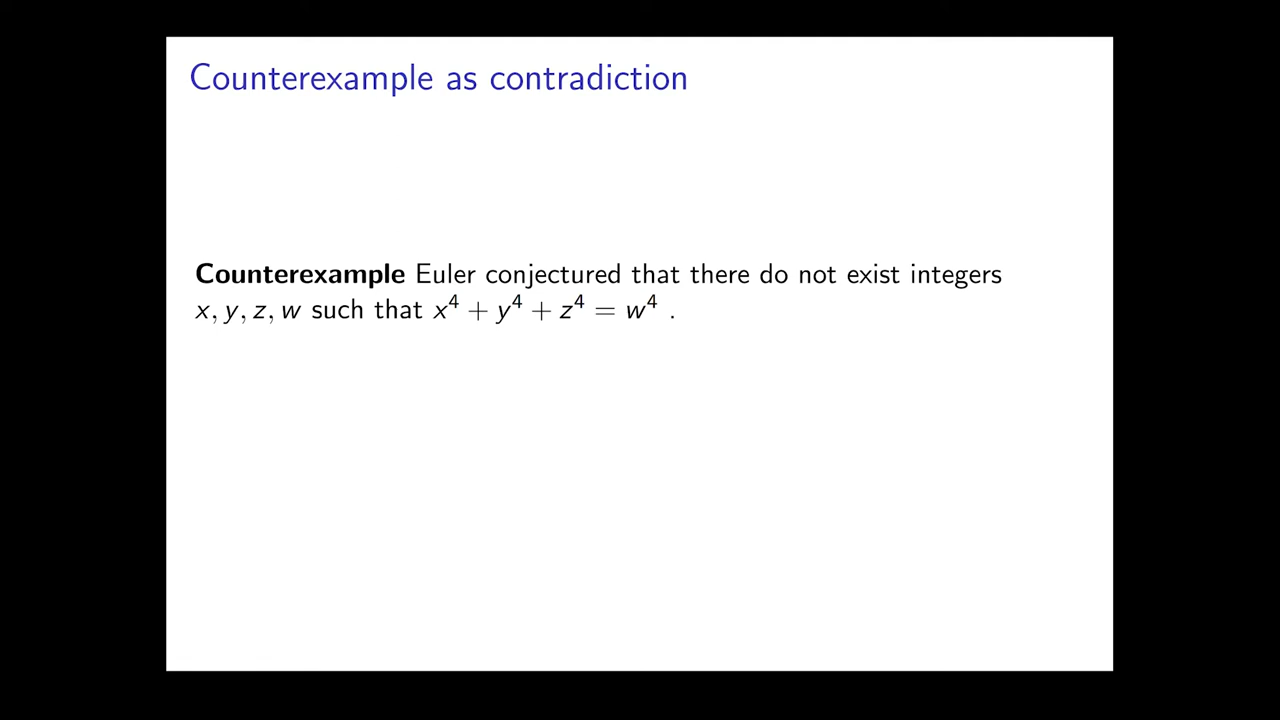 Counterexample as contradiction
Counterexample Euler conjectured that there do not exist integers
x, y, z, w such that x⁴ + y⁴ + z⁴ = w⁴ .